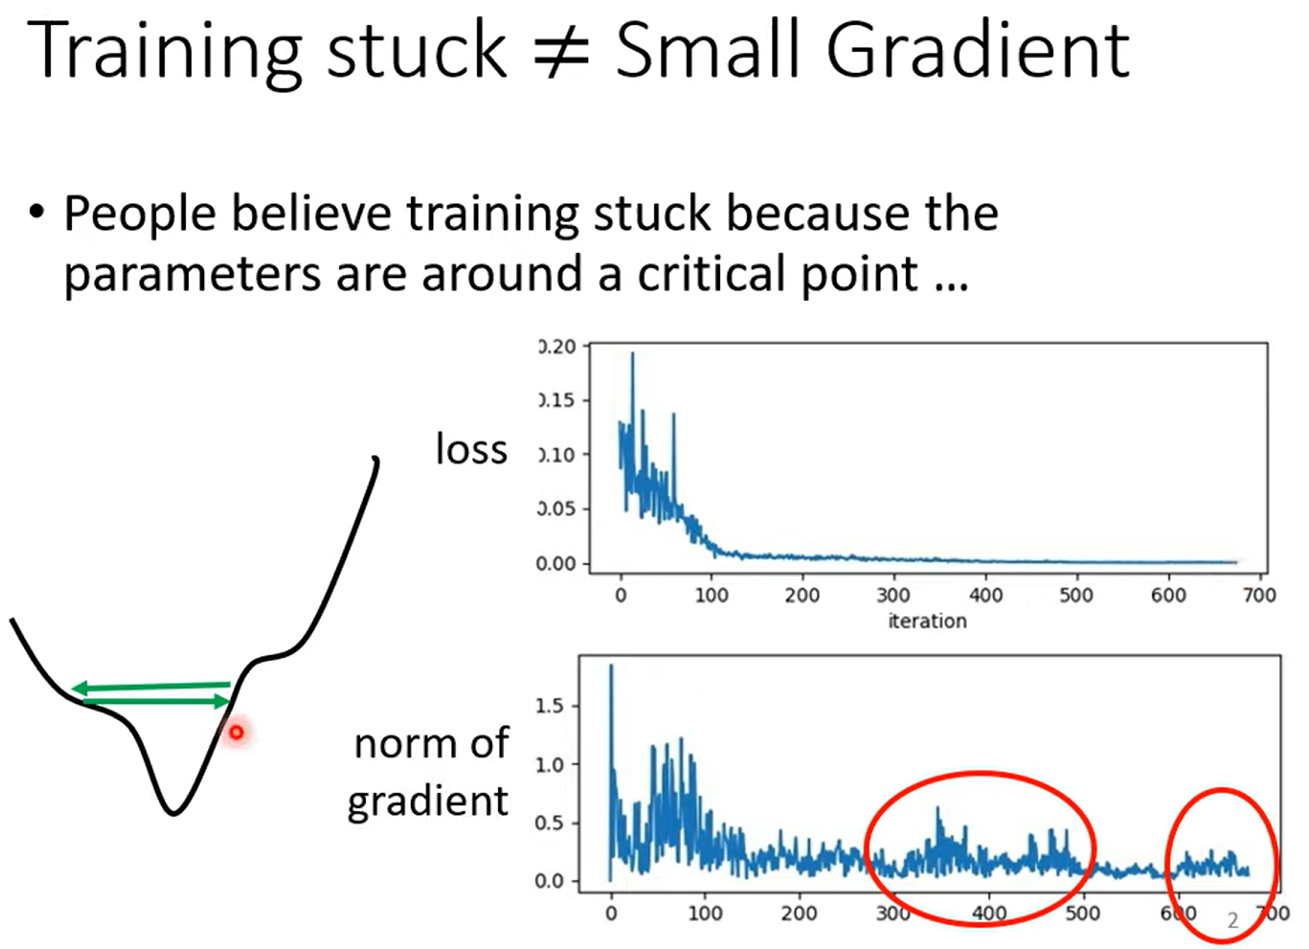 Training stuck ≠ Small Gradient
• People believe training stuck because the
parameters are around a critical point ...
loss
0.20
0.15
0.10
0.05
0.00
0 100 200 300 400 500 600 700
iteration
norm of
gradient
1.5
1.0
0.5
0.0
0 100 200 300 400 500 600 700
2